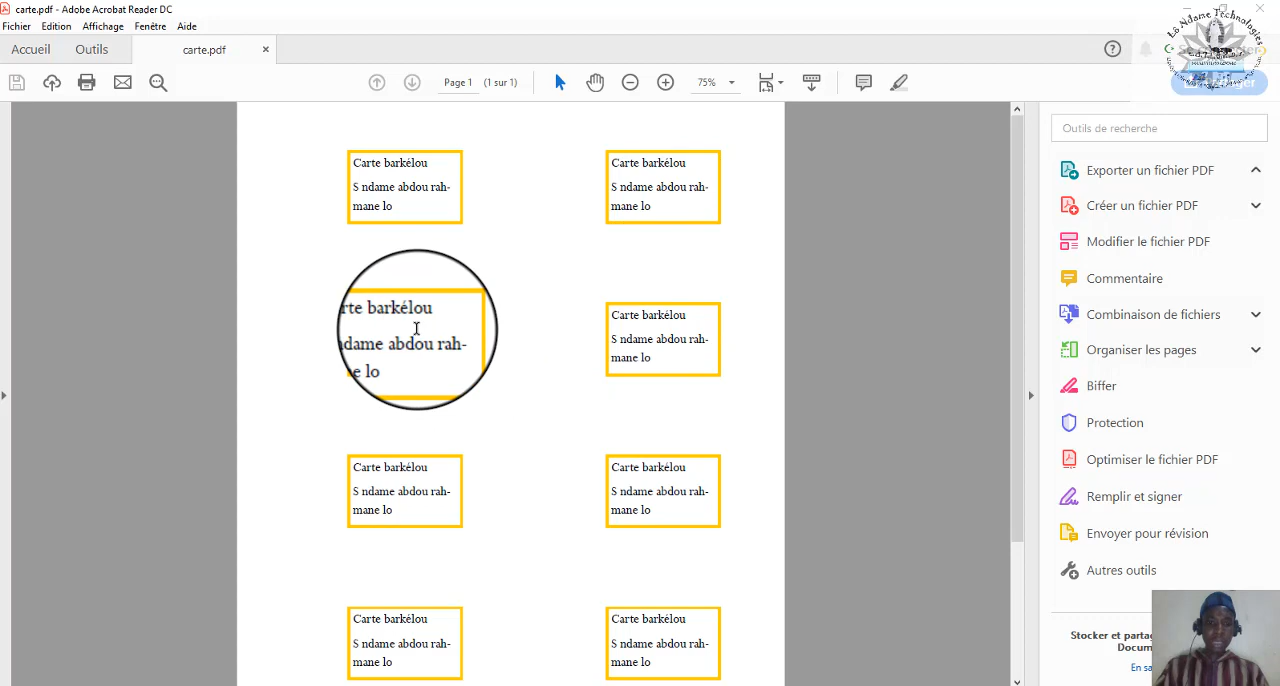 carte.pdf - Adobe Acrobat Reader DC
Fichier Edition Affichage Fenêtre Aide
Accueil Outils carte.pdf ×
Page 1 (1 sur 1) 75%
Lô Ndame Technologies
Outils de recherche
Exporter un fichier PDF
Créer un fichier PDF
Modifier le fichier PDF
Commentaire
Combinaison de fichiers
Organiser les pages
Biffer
Protection
Optimiser le fichier PDF
Remplir et signer
Envoyer pour révision
Autres outils
Stocker et partag
Docum
En sa
Carte barkélou
S ndame abdou rah-
mane lo
Carte barkélou
S ndame abdou rah-
mane lo
rte barkélou
ndame abdou rah-
ne lo
Carte barkélou
S ndame abdou rah-
mane lo
Carte barkélou
S ndame abdou rah-
mane lo
Carte barkélou
S ndame abdou rah-
mane lo
Carte barkélou
S ndame abdou rah-
mane lo
Carte barkélou
S ndame abdou rah-
mane lo